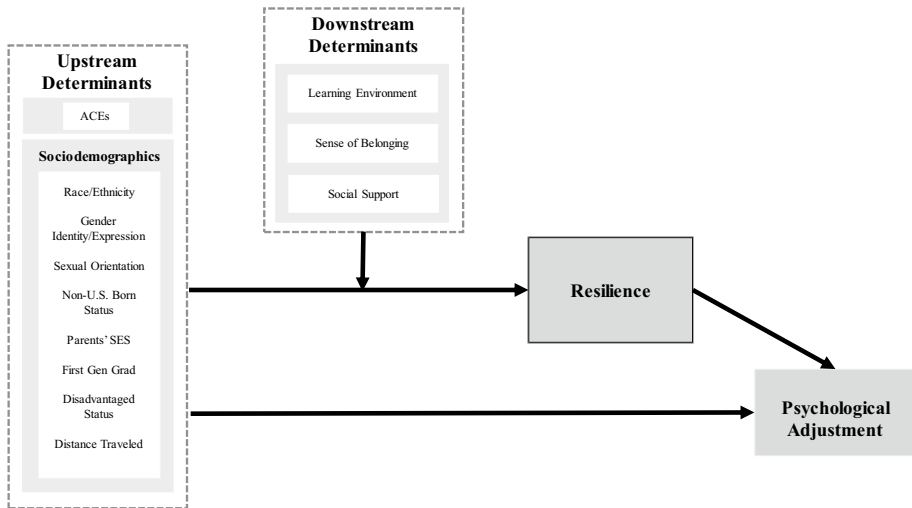 Upstream
Determinants
ACEs
Sociodemographics
Race/Ethnicity
Gender
Identity/Expression
Sexual Orientation
Non-U.S. Born
Status
Parents' SES
First Gen Grad
Disadvantaged
Status
Distance Traveled
Downstream
Determinants
Learning Environment
Sense of Belonging
Social Support
Resilience
Psychological
Adjustment